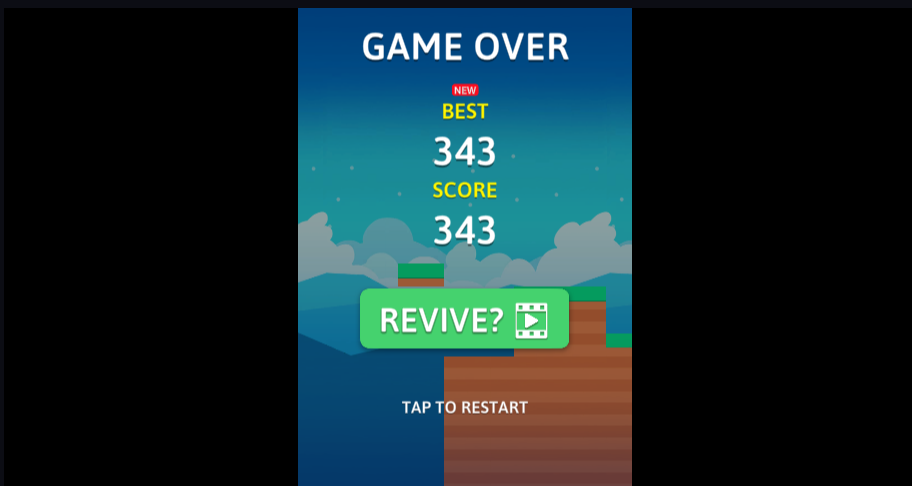 GAME OVER
NEW
BEST
343
SCORE
343
REVIVE?
TAP TO RESTART